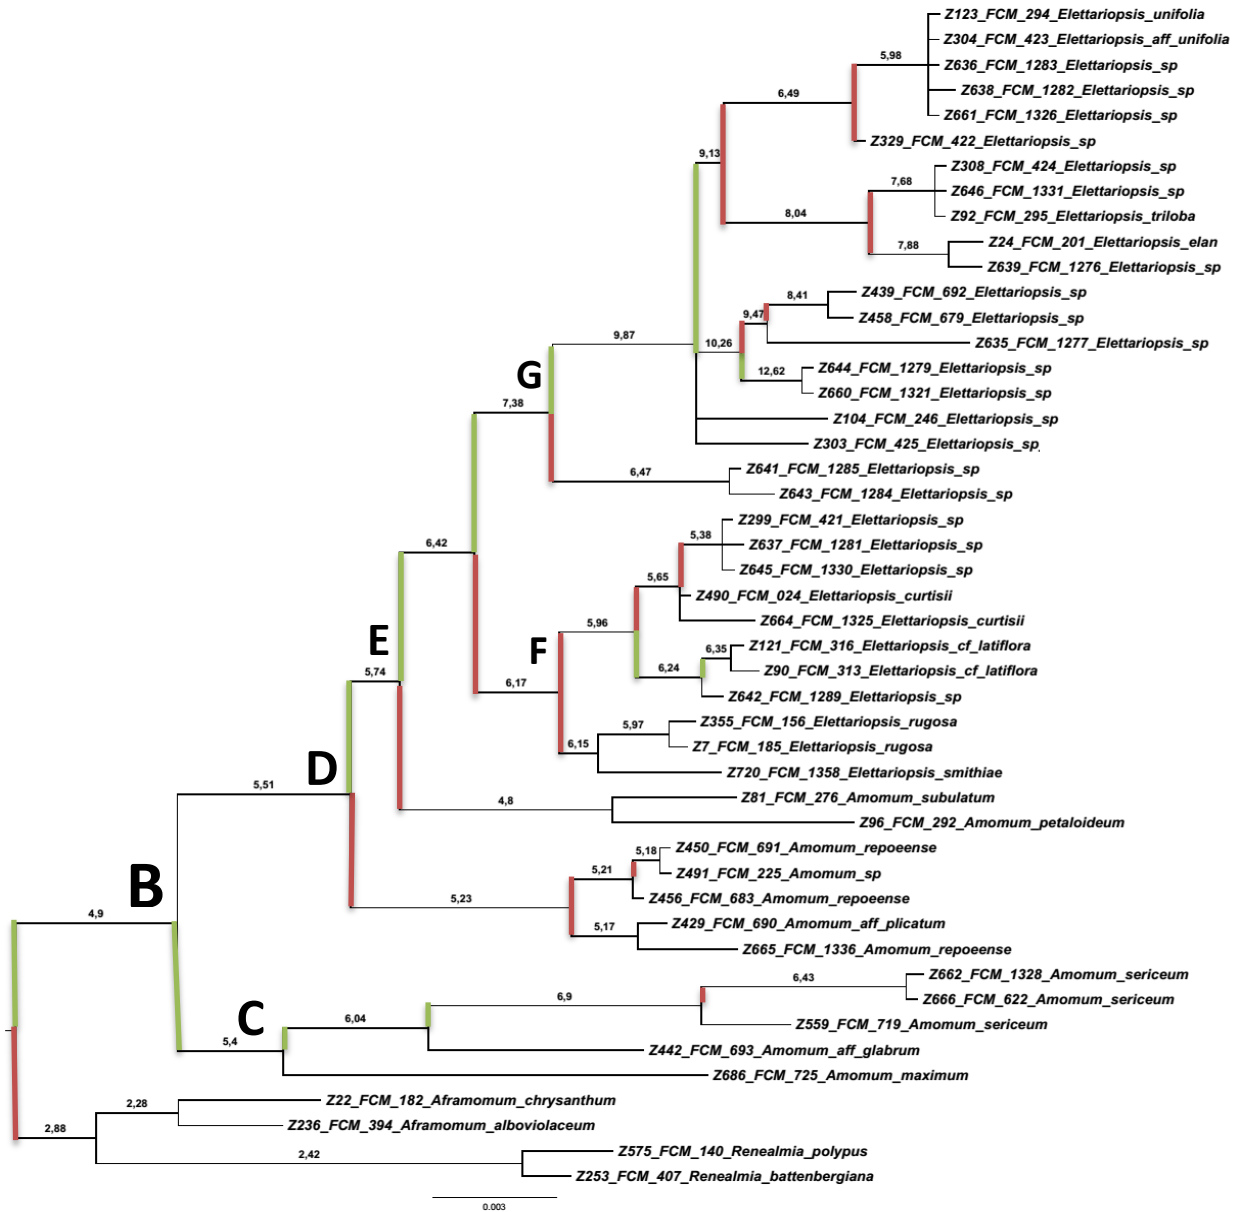 Z123_FCM_294_Elettariopsis_unifolia
Z304_FCM_423_Elettariopsis_aff_unifolia
5,98
Z636_FCM_1283_Elettariopsis_sp
Z638_FCM_1282_Elettariopsis_sp
6,49
Z661_FCM_1326_Elettariopsis_sp
Z329_FCM_422_Elettariopsis_sp
9,13
Z308_FCM_424_Elettariopsis_sp
7,68
Z646_FCM_1331_Elettariopsis_sp
8,04
Z92_FCM_295_Elettariopsis_triloba
Z24_FCM_201_Elettariopsis_elan
7,88
Z639_FCM_1276_Elettariopsis_sp
8,41
Z439_FCM_692_Elettariopsis_sp
9,47
Z458_FCM_679_Elettariopsis_sp
9,87
10,26
Z635_FCM_1277_Elettariopsis_sp
G
12,62
Z644_FCM_1279_Elettariopsis_sp
Z660_FCM_1321_Elettariopsis_sp
7,38
Z104_FCM_246_Elettariopsis_sp
Z303_FCM_425_Elettariopsis_sp
6,47
Z641_FCM_1285_Elettariopsis_sp
Z643_FCM_1284_Elettariopsis_sp
Z299_FCM_421_Elettariopsis_sp
6,42
5,38
Z637_FCM_1281_Elettariopsis_sp
Z645_FCM_1330_Elettariopsis_sp
5,65
Z490_FCM_024_Elettariopsis_curtisii
5,96
Z664_FCM_1325_Elettariopsis_curtisii
E
F
6,35
Z121_FCM_316_Elettariopsis_cf_latiflora
5,74
6,24
Z90_FCM_313_Elettariopsis_cf_latiflora
6,17
Z642_FCM_1289_Elettariopsis_sp
5,97
Z355_FCM_156_Elettariopsis_rugosa
6,15
Z7_FCM_185_Elettariopsis_rugosa
D
Z720_FCM_1358_Elettariopsis_smithiae
5,51
4,8
Z81_FCM_276_Amomum_subulatum
Z96_FCM_292_Amomum_petaloideum
5,18
Z450_FCM_691_Amomum_repoeense
B
5,21
Z491_FCM_225_Amomum_sp
5,23
Z456_FCM_683_Amomum_repoeense
4,9
5,17
Z429_FCM_690_Amomum_aff_plicatum
Z665_FCM_1336_Amomum_repoeense
6,43
Z662_FCM_1328_Amomum_sericeum
6,9
Z666_FCM_622_Amomum_sericeum
C
6,04
Z559_FCM_719_Amomum_sericeum
5,4
Z442_FCM_693_Amomum_aff_glabrum
Z686_FCM_725_Amomum_maximum
2,28
Z22_FCM_182_Aframomum_chrysanthum
2,88
Z236_FCM_394_Aframomum_alboviolaceum
2,42
Z575_FCM_140_Renealmia_polypus
Z253_FCM_407_Renealmia_battenbergiana
0.003